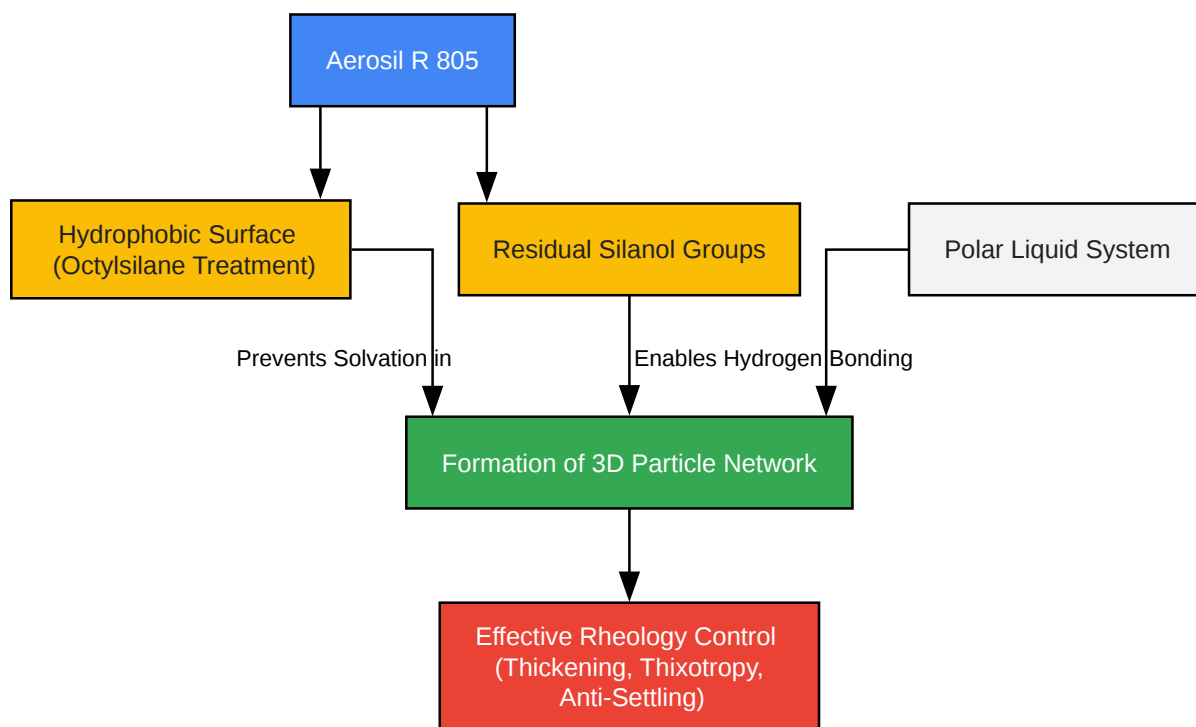 Aerosil R 805
Hydrophobic Surface
(Octylsilane Treatment)
Residual Silanol Groups
Polar Liquid System
Prevents Solvation in
Enables Hydrogen Bonding
Formation of 3D Particle Network
Effective Rheology Control
(Thickening, Thixotropy,
Anti-Settling)